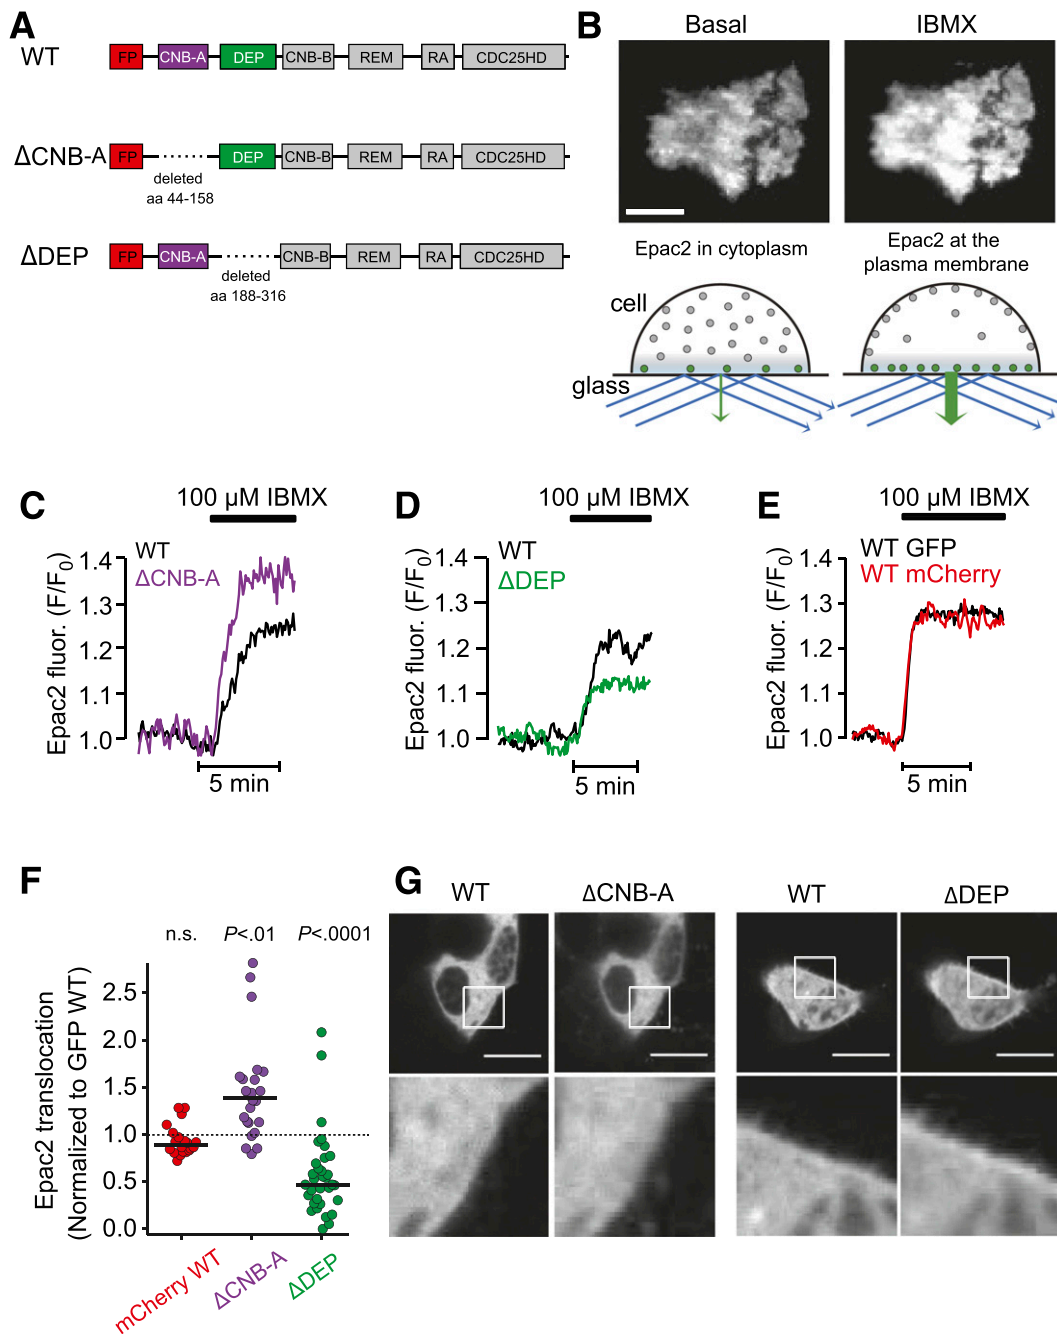 A
WT
FP
CNB-A
DEP
CNB-B
REM
RA
CDC25HD
ΔCNB-A
FP
DEP
CNB-B
REM
RA
CDC25HD
deleted
aa 44-158
ΔDEP
FP
CNB-A
CNB-B
REM
RA
CDC25HD
deleted
aa 188-316
B
Basal
IBMX
Epac2 in cytoplasm
Epac2 at the
plasma membrane
cell
glass
C
100 µM IBMX
WT
ΔCNB-A
Epac2 fluor. (F/F0)
1.4
1.3
1.2
1.1
1.0
5 min
D
100 µM IBMX
WT
ΔDEP
Epac2 fluor. (F/F0)
1.4
1.3
1.2
1.1
1.0
5 min
E
100 µM IBMX
WT GFP
WT mCherry
Epac2 fluor. (F/F0)
1.4
1.3
1.2
1.1
1.0
5 min
F
n.s.
P<.01
P<.0001
Epac2 translocation
(Normalized to GFP WT)
2.5
2.0
1.5
1.0
0.5
0.0
mCherry WT
ΔCNB-A
ΔDEP
G
WT
ΔCNB-A
WT
ΔDEP